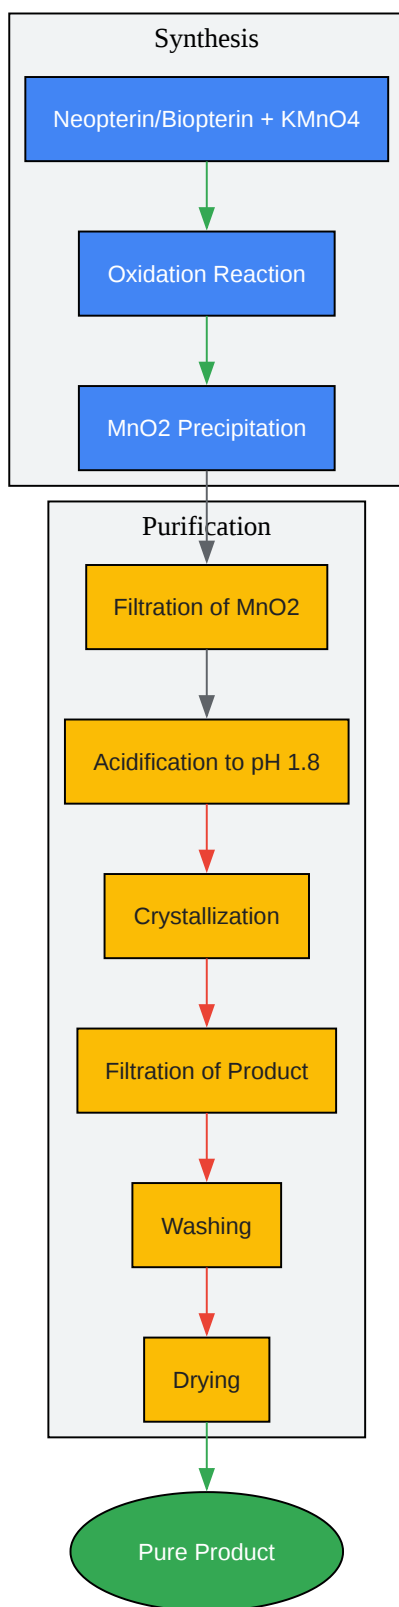 Synthesis
Neopterin/Biopterin + KMnO4
Oxidation Reaction
MnO2 Precipitation
Purification
Filtration of MnO2
Acidification to pH 1.8
Crystallization
Filtration of Product
Washing
Drying
Pure Product